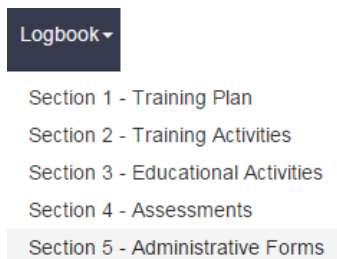 Logbook
Section 1 - Training Plan
Section 2 - Training Activities
Section 3 - Educational Activities
Section 4 - Assessments
Section 5 - Administrative Forms